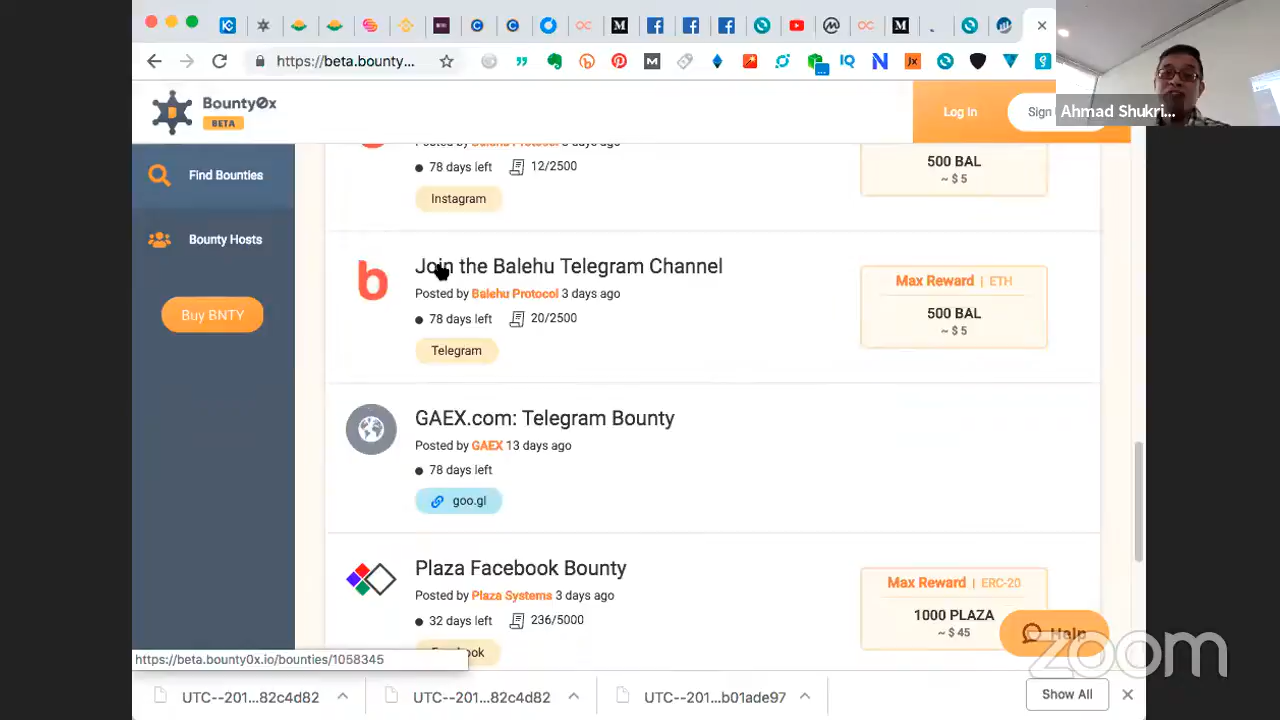 https://beta.bounty...
Ahmad Shukri...
Bounty0x
BETA
Log In
Sign
Find Bounties
Bounty Hosts
Buy BNTY
78 days left
12/2500
Instagram
500 BAL
~ $ 5
Join the Balehu Telegram Channel
Posted by Balehu Protocol 3 days ago
78 days left
20/2500
Telegram
Max Reward | ETH
500 BAL
~ $ 5
GAEX.com: Telegram Bounty
Posted by GAEX 13 days ago
78 days left
goo.gl
Plaza Facebook Bounty
Posted by Plaza Systems 3 days ago
32 days left
236/5000
Max Reward | ERC-20
1000 PLAZA
~ $ 45
Help
zoom
https://beta.bounty0x.io/bounties/1058345
UTC--201...82c4d82
UTC--201...82c4d82
UTC--201...b01ade97
Show All